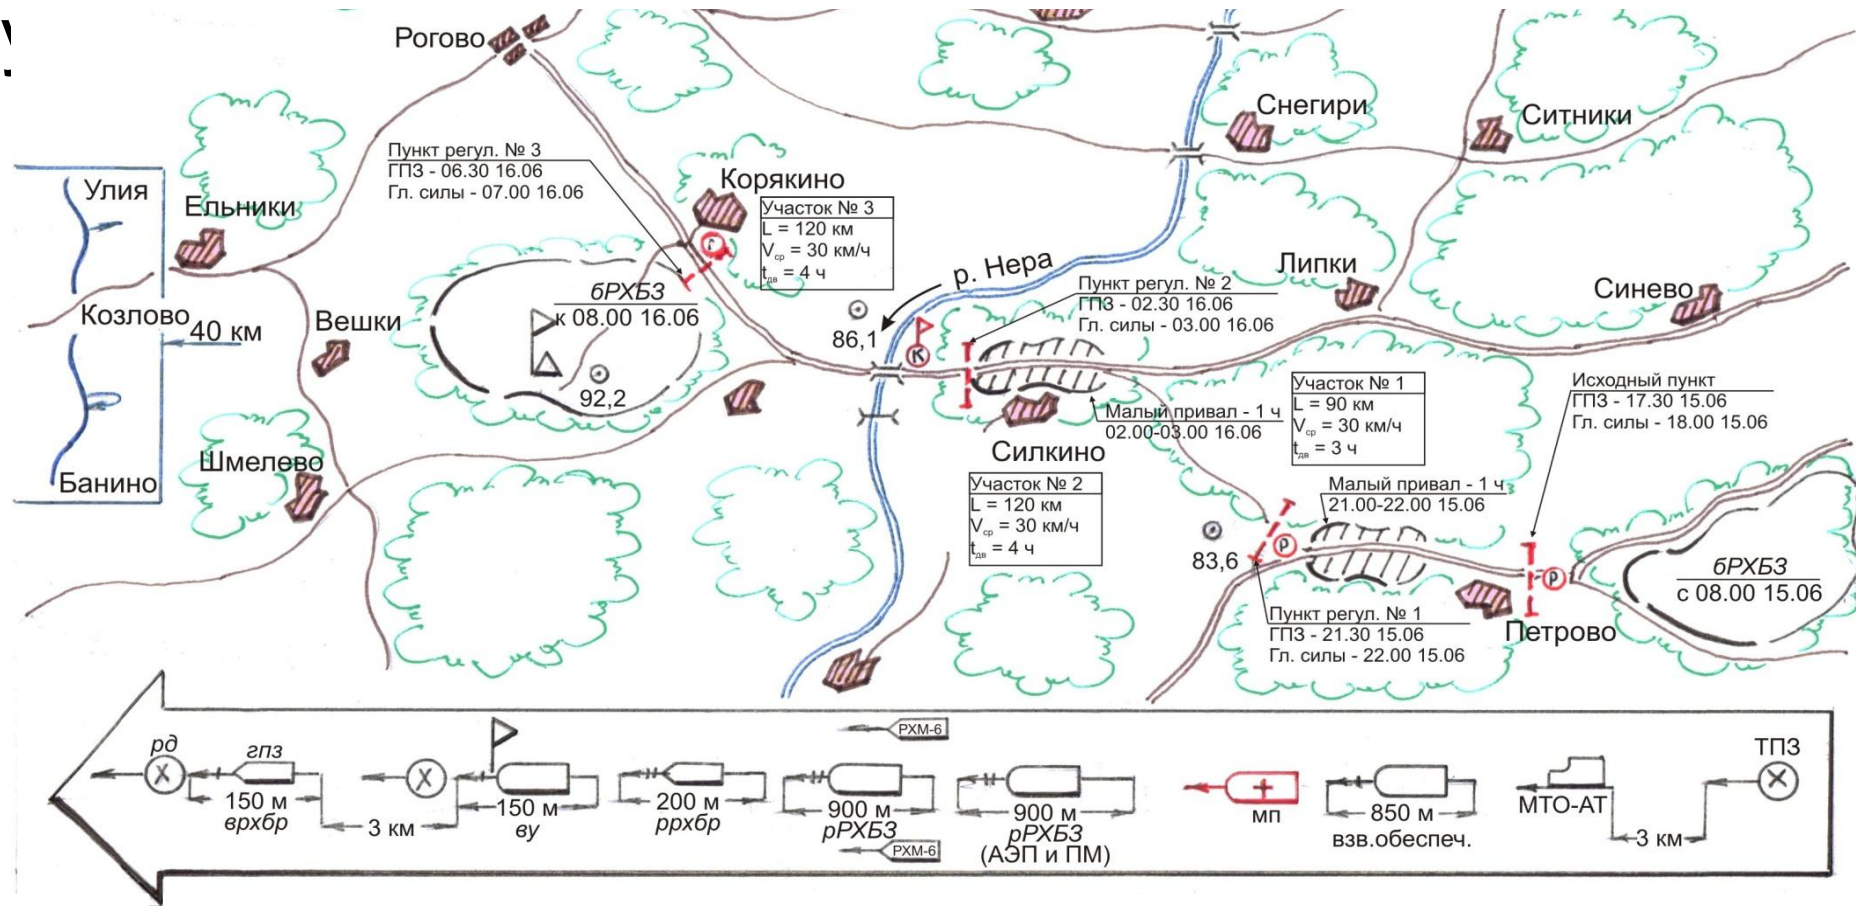 Рогово
Снегири
Ситники
Пункт регул. № 3
ГПЗ - 06.30 16.06
Гл. силы - 07.00 16.06
Корякино
Участок № 3
L = 120 км
Vср = 30 км/ч
tдв = 4 ч
Улия
Ельники
р. Нера
Липки
Синево
Пункт регул. № 2
ГПЗ - 02.30 16.06
Гл. силы - 03.00 16.06
бРХБЗ
к 08.00 16.06
Козлово
40 км
Вешки
86,1
К
92,2
Участок № 1
L = 90 км
Vср = 30 км/ч
tдв = 3 ч
Исходный пункт
ГПЗ - 17.30 15.06
Гл. силы - 18.00 15.06
Малый привал - 1 ч
02.00-03.00 16.06
Силкино
Шмелево
Банино
Участок № 2
L = 120 км
Vср = 30 км/ч
tдв = 4 ч
Малый привал - 1 ч
21.00-22.00 15.06
83,6
Р
Р
бРХБЗ
с 08.00 15.06
Пункт регул. № 1
ГПЗ - 21.30 15.06
Гл. силы - 22.00 15.06
Петрово
РХМ-6
рд
гпз
ТПЗ
150 м
врхбр
3 км
150 м
ву
200 м
ррхбр
900 м
рРХБЗ
РХМ-6
900 м
рРХБЗ
(АЭП и ПМ)
мп
850 м
взв.обеспеч.
МТО-АТ
3 км